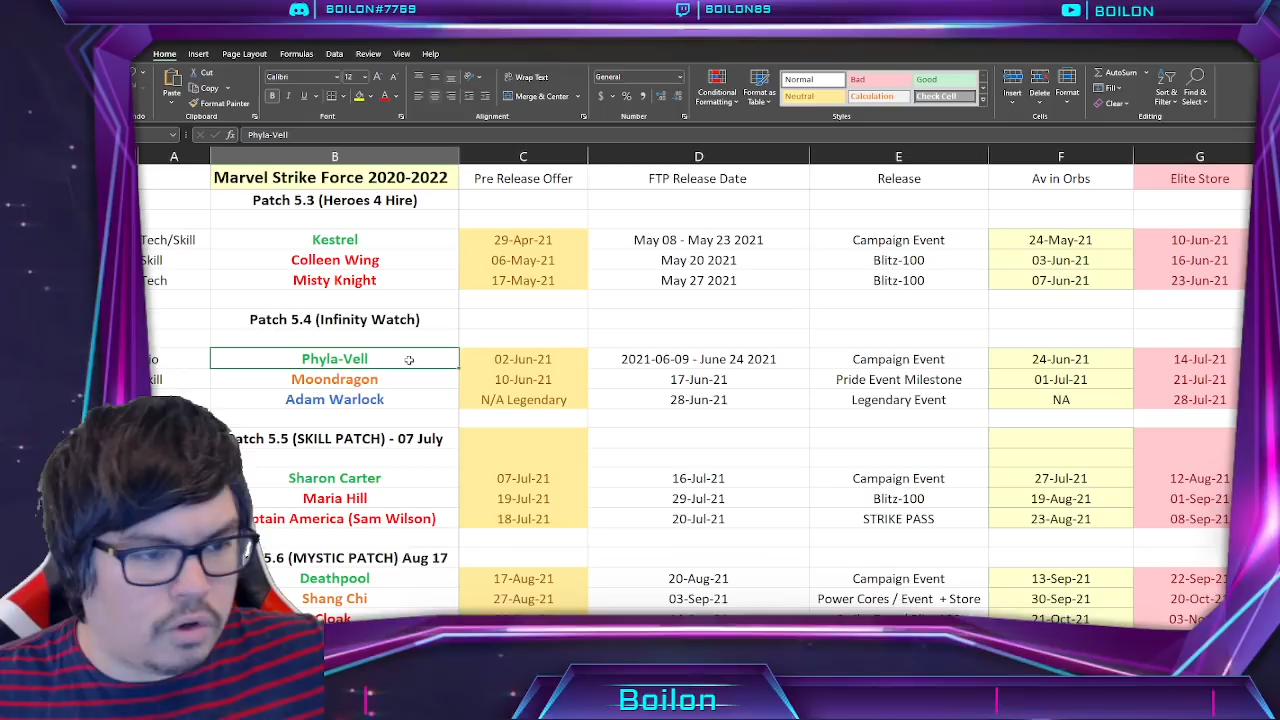 BOILON#7769 BOILON89 BOILON
Home Insert Page Layout Formulas Data Review View Help
Cut Calibri 12 Wrap Text General Normal Bad Good AutoSum
Paste Copy Conditional Format as Insert Delete Format Fill Sort & Find &
Format Painter Merge & Center Formatting Table Neutral Calculation Check Cell Clear Filter Select
Clipboard Font Alignment Number Styles Cells Editing
fx Phyla-Vell
A B C D E F G
Marvel Strike Force 2020-2022 Pre Release Offer FTP Release Date Release Av in Orbs Elite Store
Patch 5.3 (Heroes 4 Hire)
Tech/Skill Kestrel 29-Apr-21 May 08 - May 23 2021 Campaign Event 24-May-21 10-Jun-21
Skill Colleen Wing 06-May-21 May 20 2021 Blitz-100 03-Jun-21 16-Jun-21
Tech Misty Knight 17-May-21 May 27 2021 Blitz-100 07-Jun-21 23-Jun-21
Patch 5.4 (Infinity Watch)
io Phyla-Vell 02-Jun-21 2021-06-09 - June 24 2021 Campaign Event 24-Jun-21 14-Jul-21
kill Moondragon 10-Jun-21 17-Jun-21 Pride Event Milestone 01-Jul-21 21-Jul-21
Adam Warlock N/A Legendary 28-Jun-21 Legendary Event NA 28-Jul-21
atch 5.5 (SKILL PATCH) - 07 July
Sharon Carter 07-Jul-21 16-Jul-21 Campaign Event 27-Jul-21 12-Aug-21
Maria Hill 19-Jul-21 29-Jul-21 Blitz-100 19-Aug-21 01-Sep-21
ptain America (Sam Wilson) 18-Jul-21 20-Jul-21 STRIKE PASS 23-Aug-21 08-Sep-21
5.6 (MYSTIC PATCH) Aug 17
Deathpool 17-Aug-21 20-Aug-21 Campaign Event 13-Sep-21 22-Sep-21
Shang Chi 27-Aug-21 03-Sep-21 Power Cores / Event + Store 30-Sep-21 20-Oct-21
Cloak 21-Oct-21
Boilon